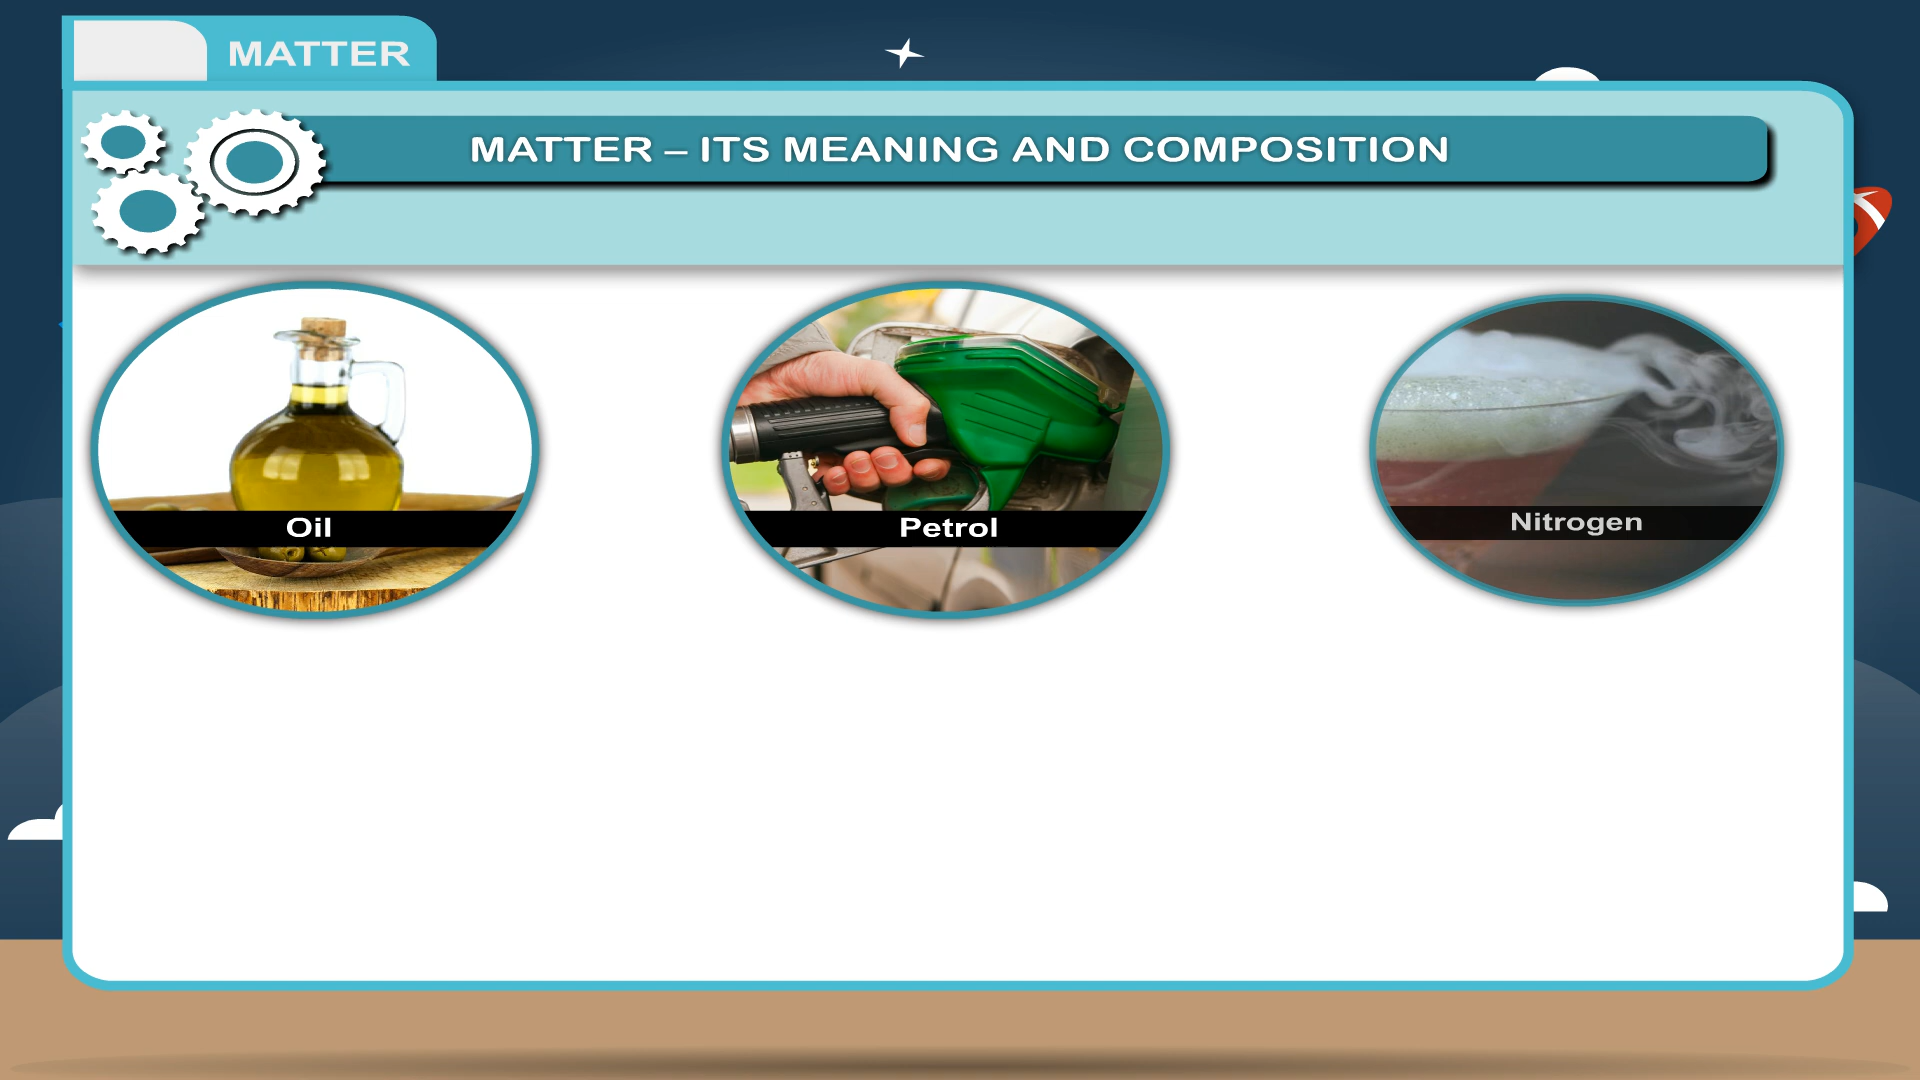 MATTER
MATTER – ITS MEANING AND COMPOSITION
Oil
Petrol
Nitrogen